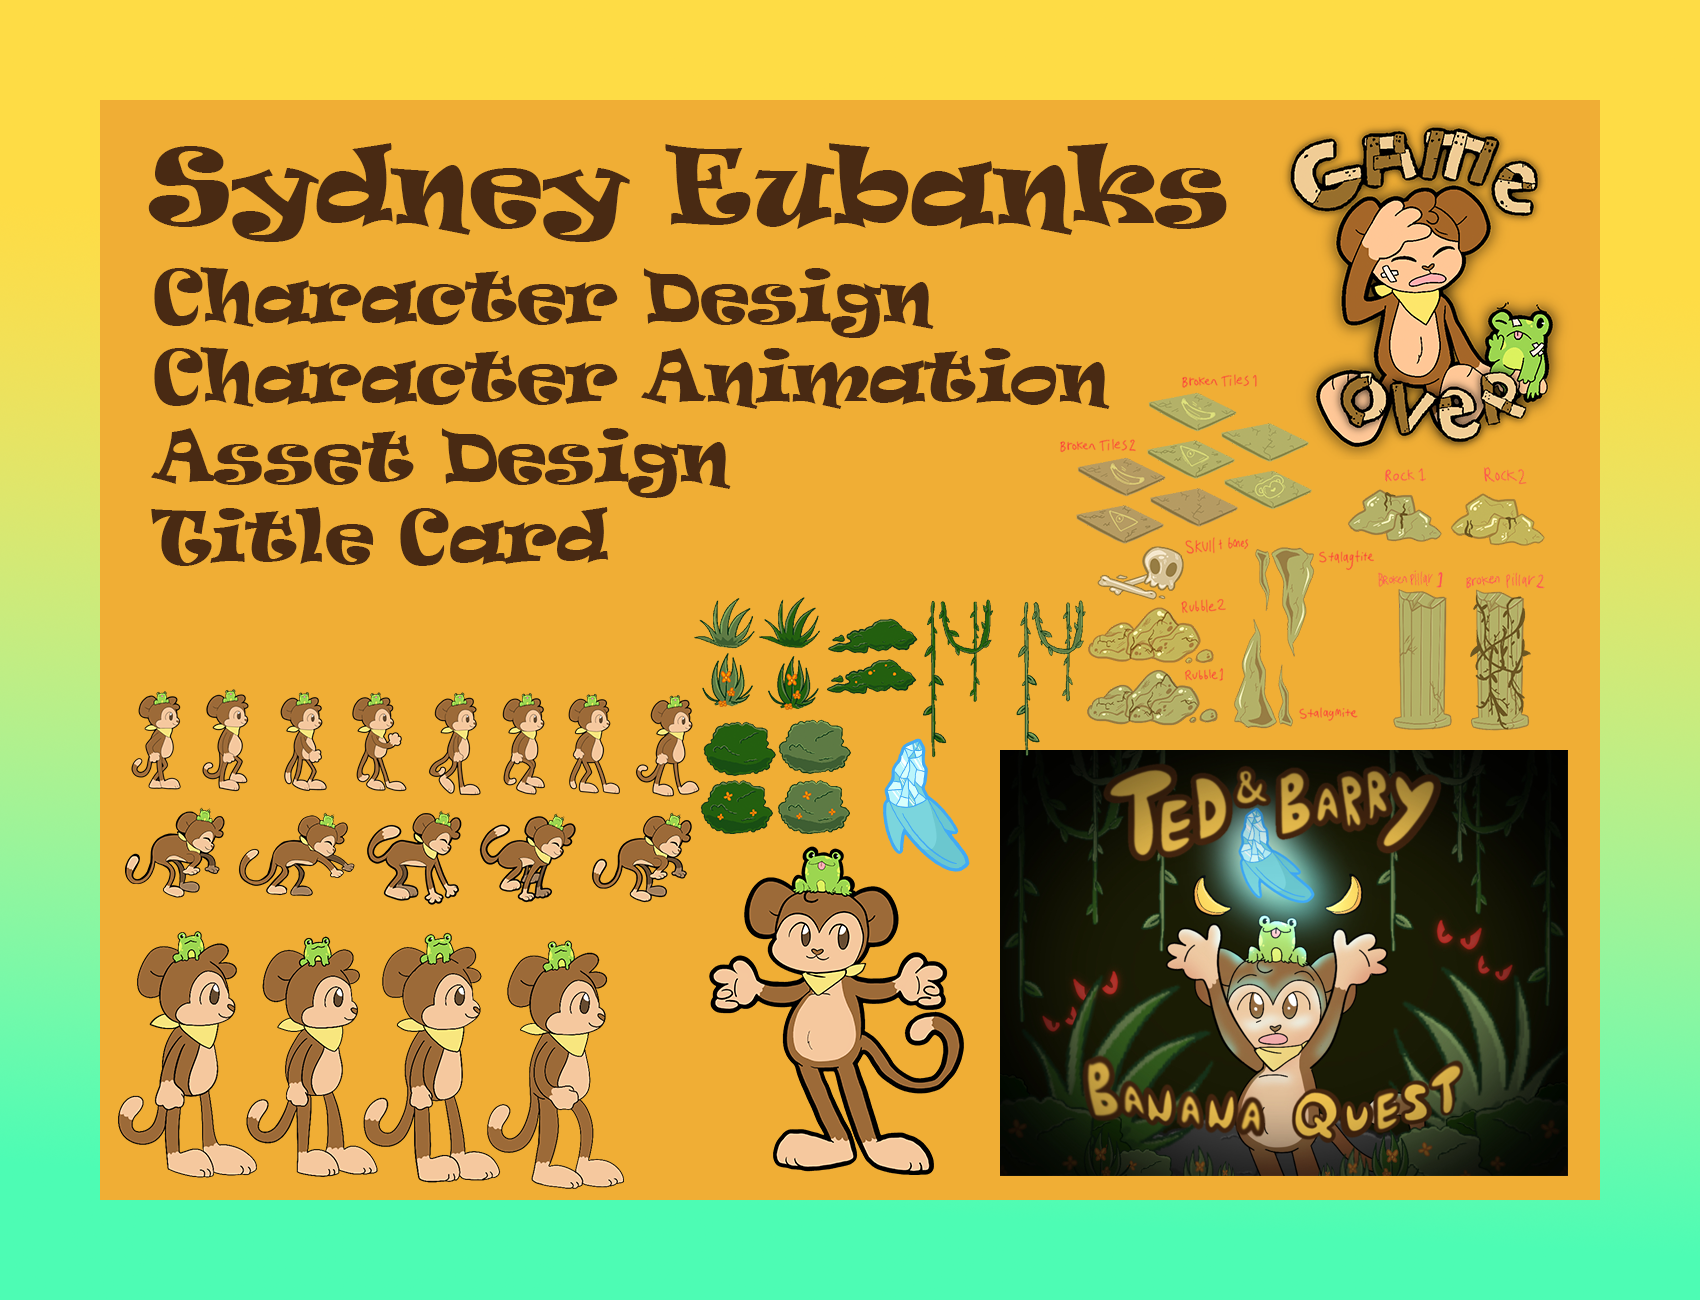 Sydney Eubanks
Character Design
Character Animation
Asset Design
Title Card
GAMe
OVeR
Broken Tiles 1
Broken Tiles 2
Rock 1
Rock 2
Skull + bones
Stalagtite
Broken Pillar 1
Broken Pillar 2
Rubble 2
Rubble 1
Stalagmite
TED & BARRY
BANANA QUEST